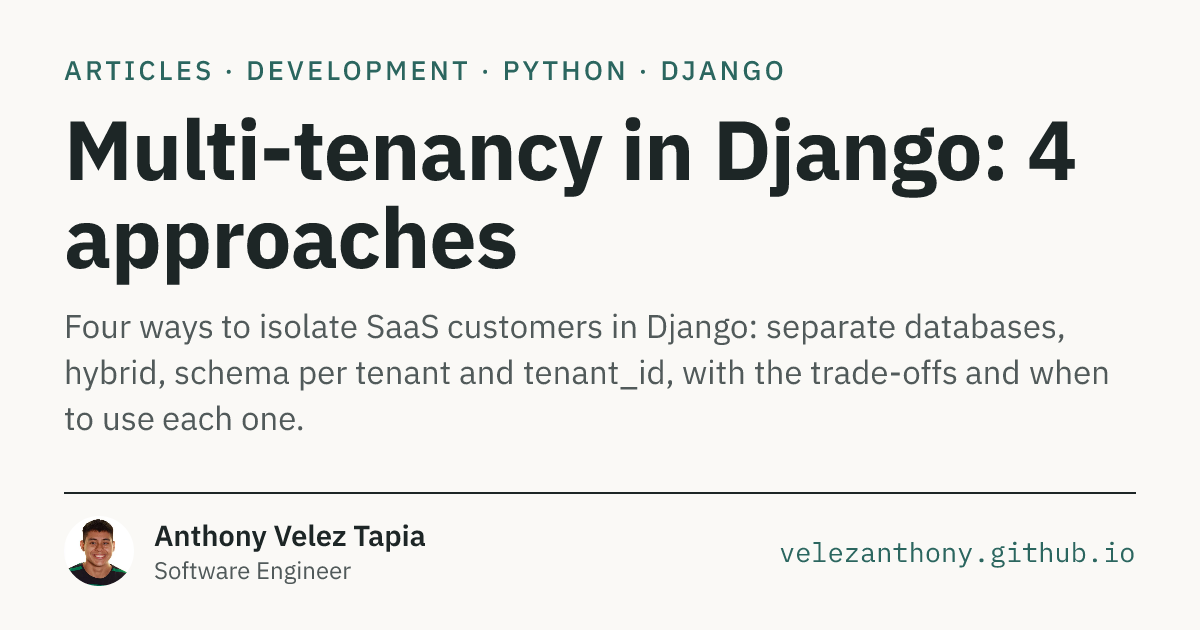 ARTICLES · DEVELOPMENT · PYTHON · DJANGO
Multi-tenancy in Django: 4
approaches
Four ways to isolate SaaS customers in Django: separate databases,
hybrid, schema per tenant and tenant_id, with the trade-offs and when
to use each one.
Anthony Velez Tapia
Software Engineer
velezanthony.github.io